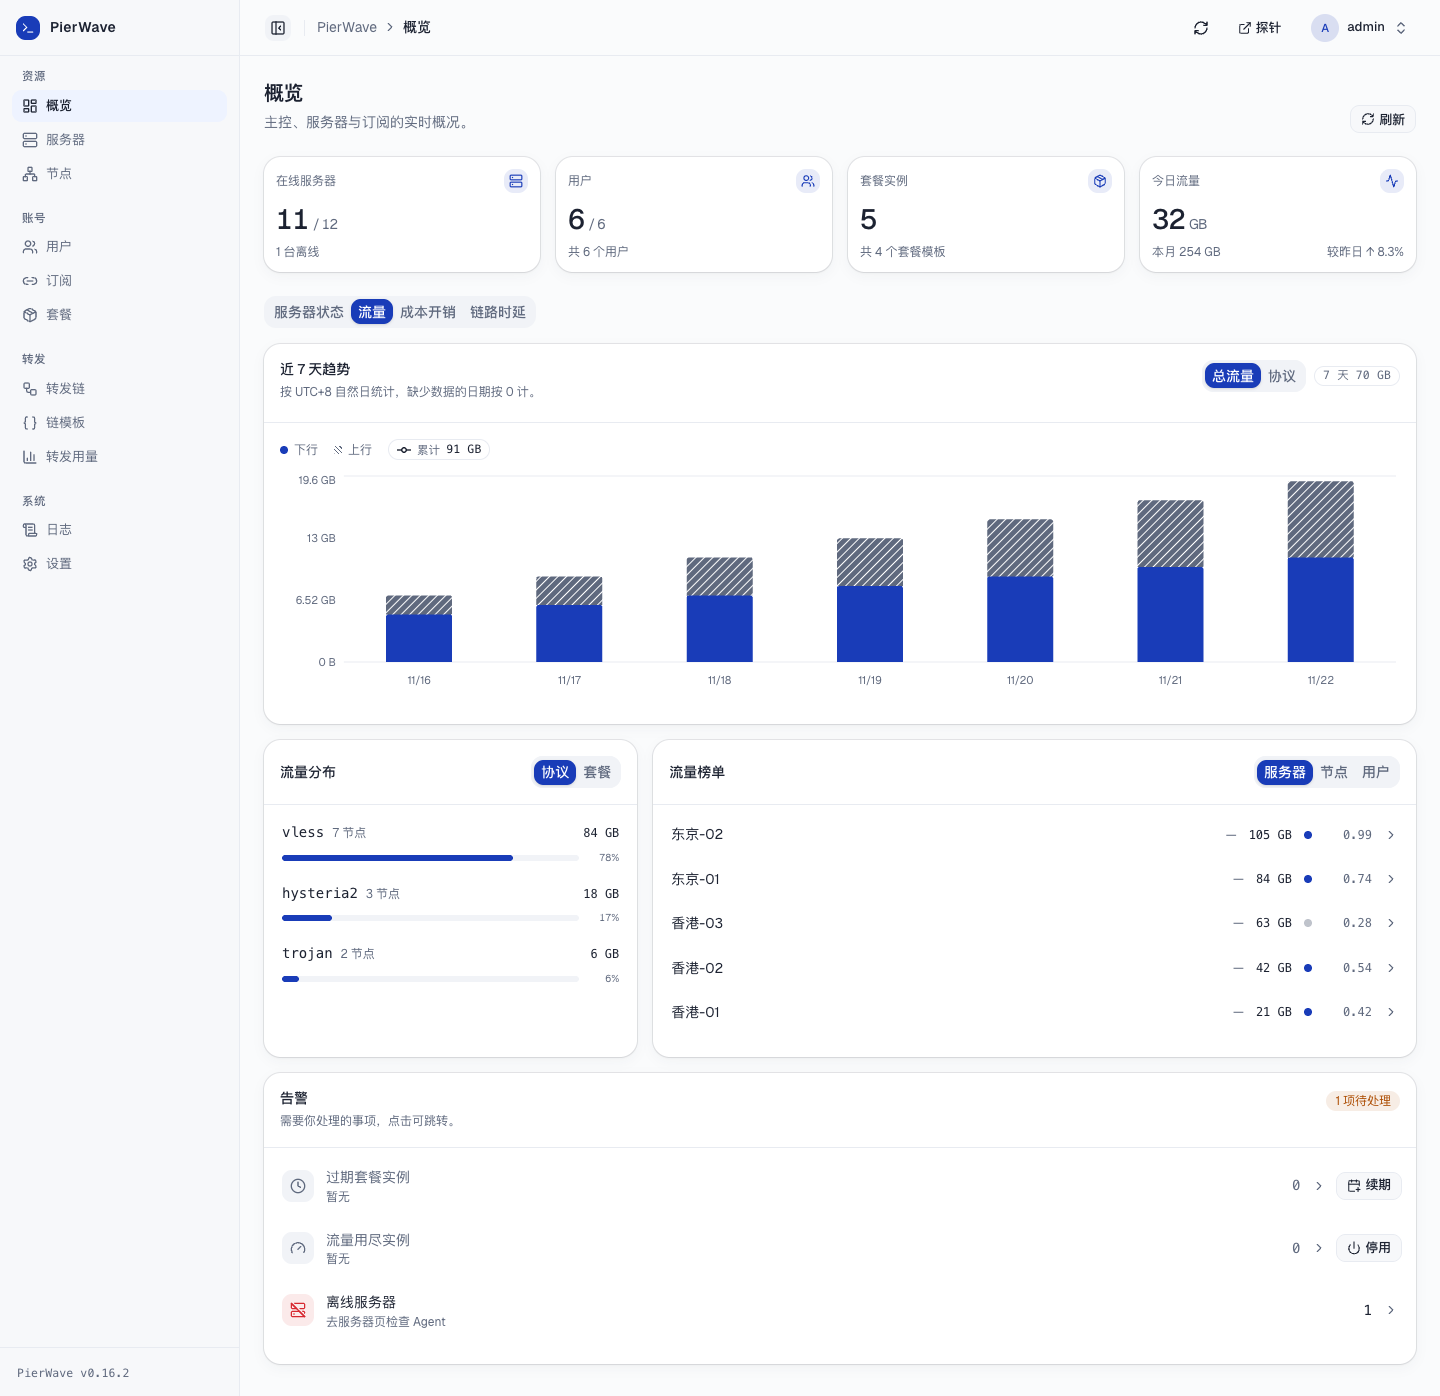 PierWave
PierWave > 概览
探针
A admin
资源
概览
服务器
节点
账号
用户
订阅
套餐
转发
转发链
链模板
转发用量
系统
日志
设置
PierWave v0.16.2
概览
主控、服务器与订阅的实时概况。
刷新
在线服务器
11 / 12
1 台离线
用户
6 / 6
共 6 个用户
套餐实例
5
共 4 个套餐模板
今日流量
32 GB
本月 254 GB 较昨日 ↑ 8.3%
服务器状态 流量 成本开销 链路时延
近 7 天趋势
按 UTC+8 自然日统计，缺少数据的日期按 0 计。
总流量 协议 7 天 70 GB
下行 上行 累计 91 GB
19.6 GB
13 GB
6.52 GB
0 B
11/16 11/17 11/18 11/19 11/20 11/21 11/22
流量分布
协议 套餐
vless 7 节点 84 GB
78%
hysteria2 3 节点 18 GB
17%
trojan 2 节点 6 GB
6%
流量榜单
服务器 节点 用户
东京-02 — 105 GB 0.99
东京-01 — 84 GB 0.74
香港-03 — 63 GB 0.28
香港-02 — 42 GB 0.54
香港-01 — 21 GB 0.42
告警
需要你处理的事项，点击可跳转。
1 项待处理
过期套餐实例
暂无
0 续期
流量用尽实例
暂无
0 停用
离线服务器
去服务器页检查 Agent
1